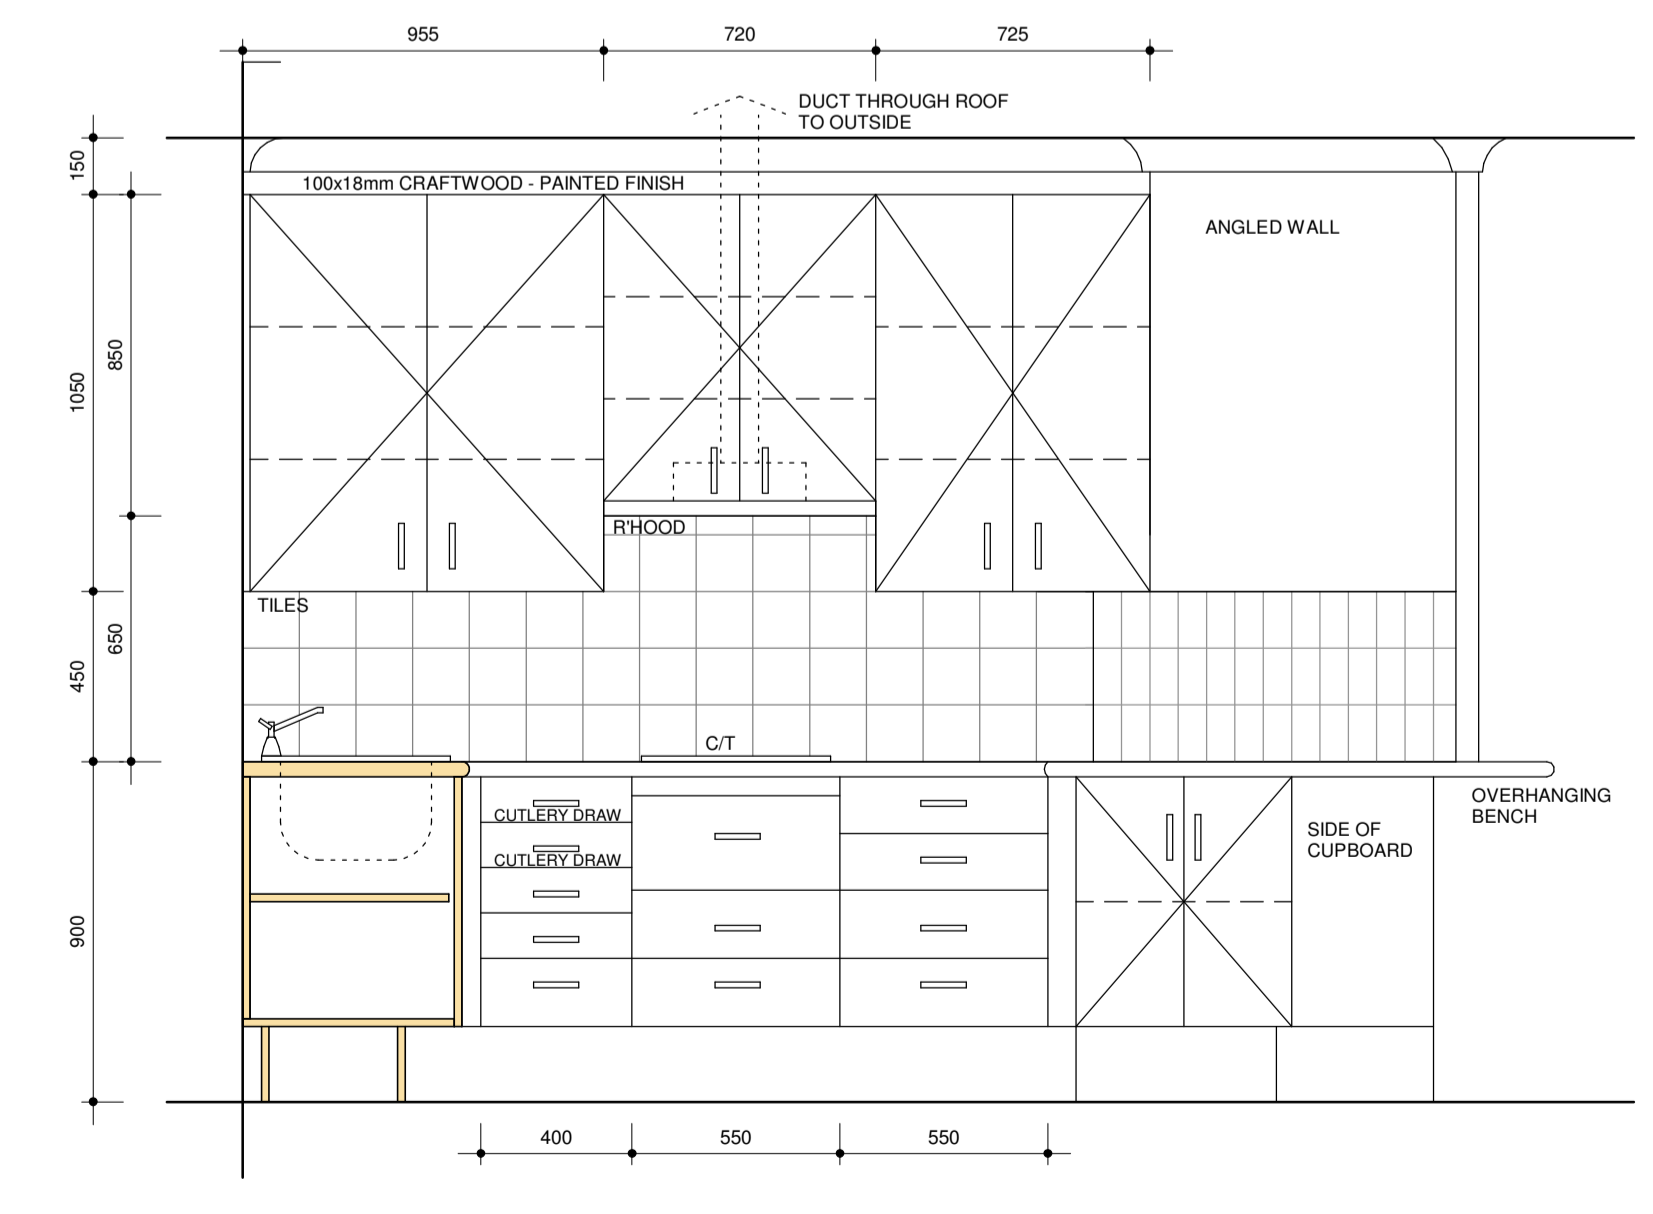 955
720
725
DUCT THROUGH ROOF
TO OUTSIDE
150
100x18mm CRAFTWOOD - PAINTED FINISH
ANGLED WALL
850
1050
R'HOOD
TILES
650
450
C/T
OVERHANGING
BENCH
CUTLERY DRAW
SIDE OF
CUPBOARD
CUTLERY DRAW
900
400
550
550